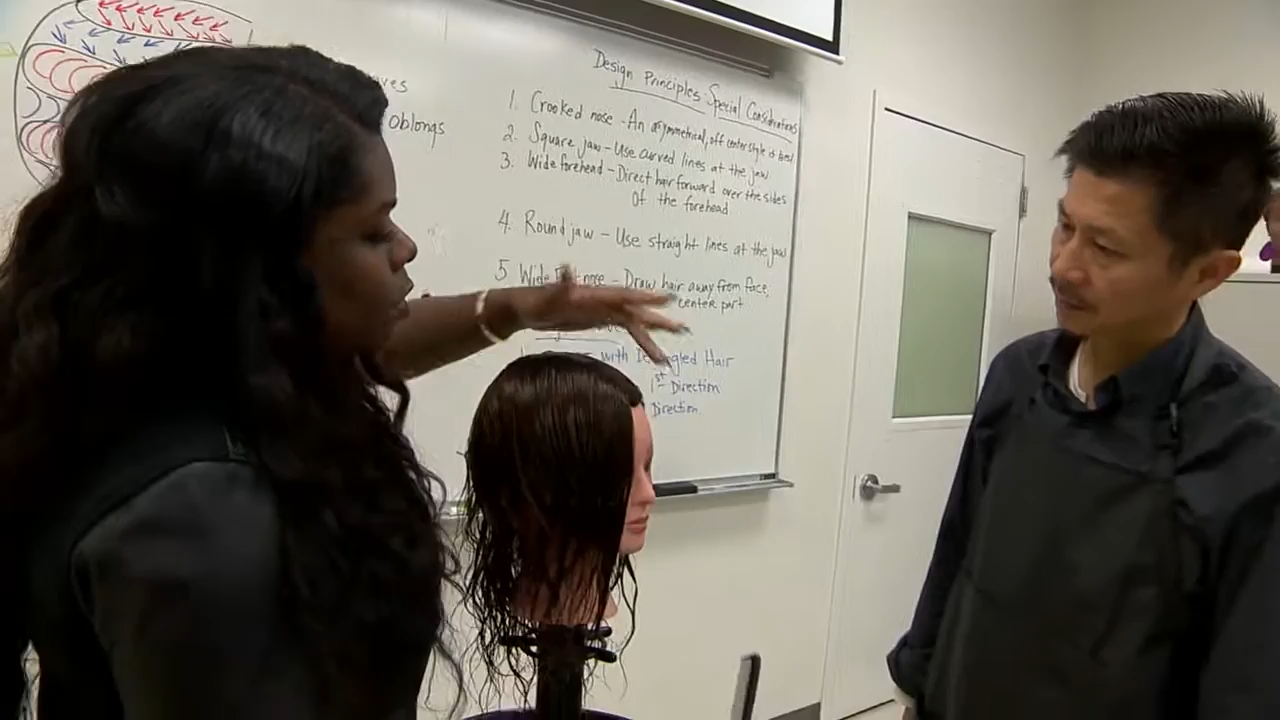 Design Principles: Special Considerations
1. Crooked nose - An asymmetrical, off center style is best
2. Square jaw - Use curved lines at the jaw
3. Wide forehead - Direct hair forward over the sides
of the forehead
4. Round jaw - Use straight lines at the jaw
5 Wide nose - Draw hair away from face,
center part
with Hair
1st Direction
Direction.
Oblongs